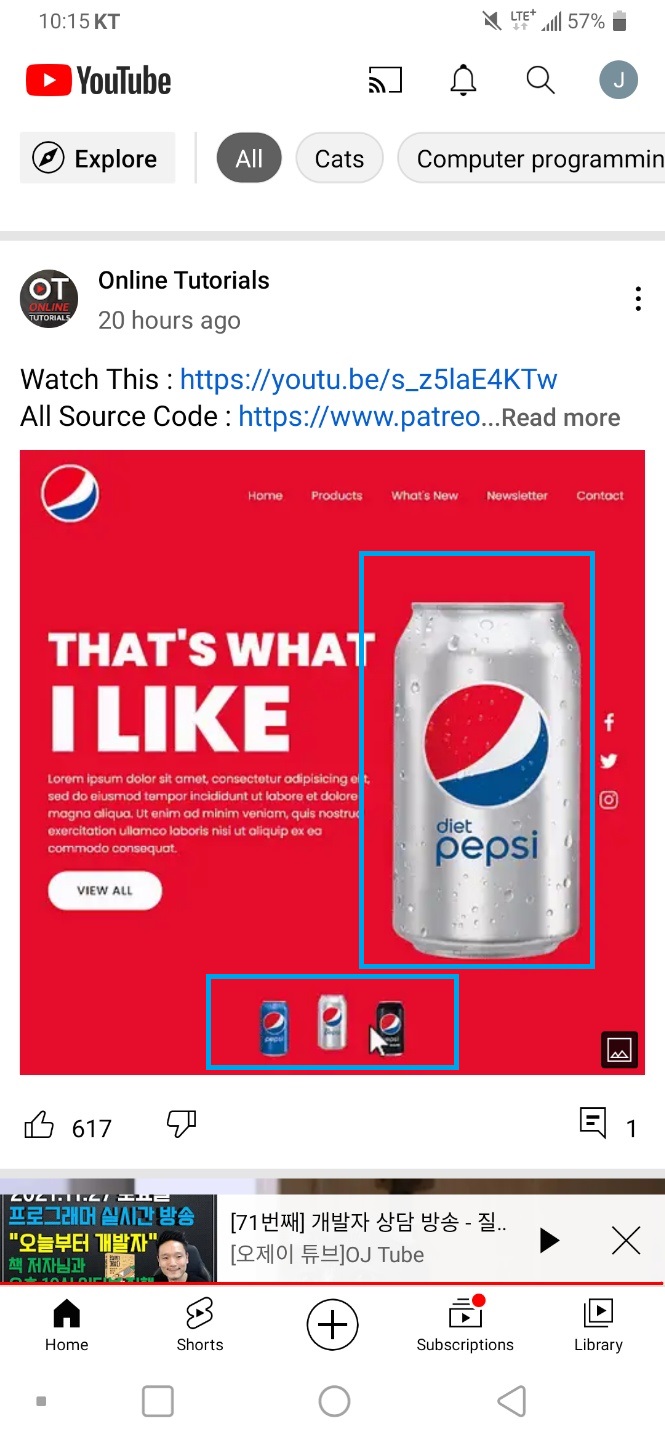 10:15 KT
LTE+ 57%
YouTube
J
Explore
All
Cats
Computer programmin
OT
ONLINE
TUTORIALS
Online Tutorials
20 hours ago
Watch This : https://youtu.be/s_z5laE4KTw
All Source Code : https://www.patreo...Read more
Home Products What's New Newsletter Contact
THAT'S WHAT
I LIKE
Lorem ipsum dolor sit amet, consectetur adipisicing elit,
sed do eiusmod tempor incididunt ut labore et dolore
magna aliqua. Ut enim ad minim veniam, quis nostrud
exercitation ullamco laboris nisi ut aliquip ex ea
commodo consequat.
VIEW ALL
diet
pepsi
pepsi
617
1
2021.11.27 토요일
프로그래머 실시간 방송
"오늘부터 개발자"
책 저자님과
[71번째] 개발자 상담 방송 - 질..
[오제이 튜브]OJ Tube
Home
Shorts
Subscriptions
Library